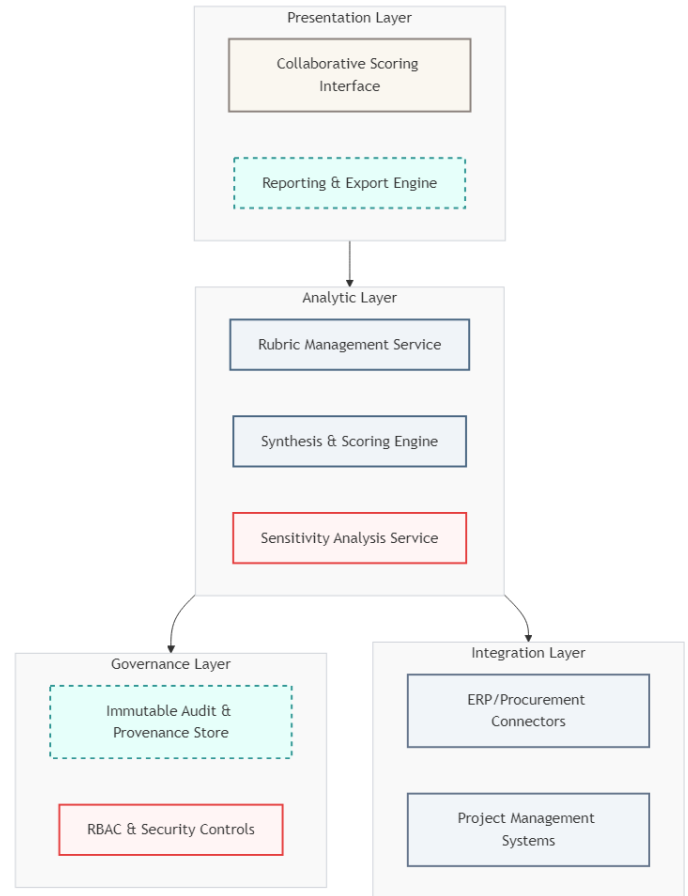 Presentation Layer
Collaborative Scoring
Interface
Reporting & Export Engine
Analytic Layer
Rubric Management Service
Synthesis & Scoring Engine
Sensitivity Analysis Service
Governance Layer
Immutable Audit &
Provenance Store
RBAC & Security Controls
Integration Layer
ERP/Procurement
Connectors
Project Management
Systems